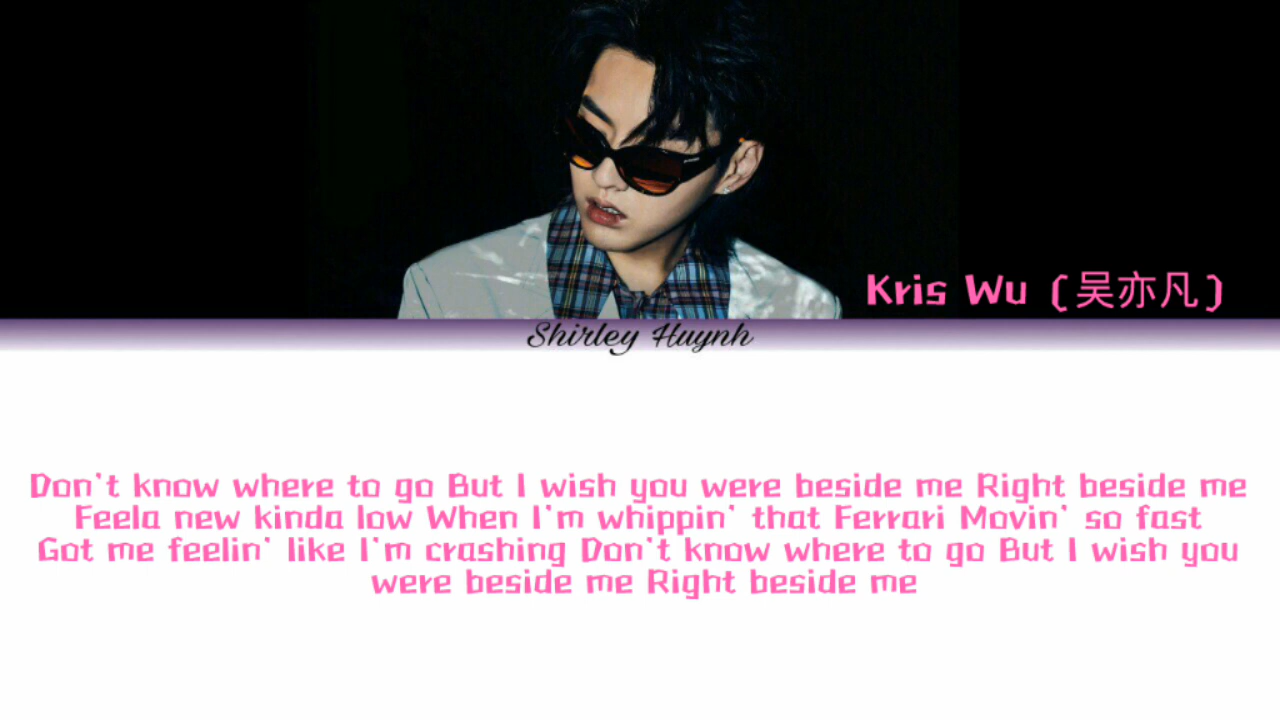 Kris Wu (吴亦凡)
Shirley Huynh
Don't know where to go But I wish you were beside me Right beside me
Feela new kinda low When I'm whippin' that Ferrari Movin' so fast
Got me feelin' like I'm crashing Don't know where to go But I wish you
were beside me Right beside me